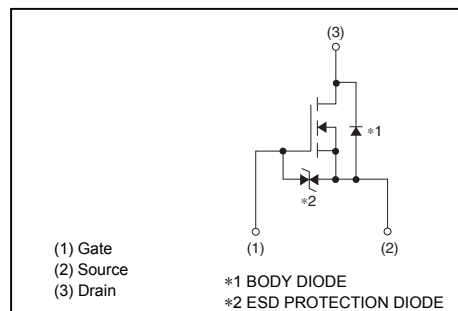 (3)
∗1
∗2
(1) (2)
(1) Gate
(2) Source
(3) Drain
∗1 BODY DIODE
∗2 ESD PROTECTION DIODE